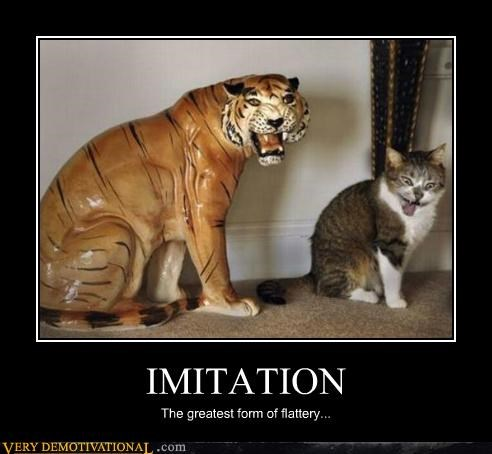 IMITATION
The greatest form of flattery...
VERY DEMOTIVATIONAL.com